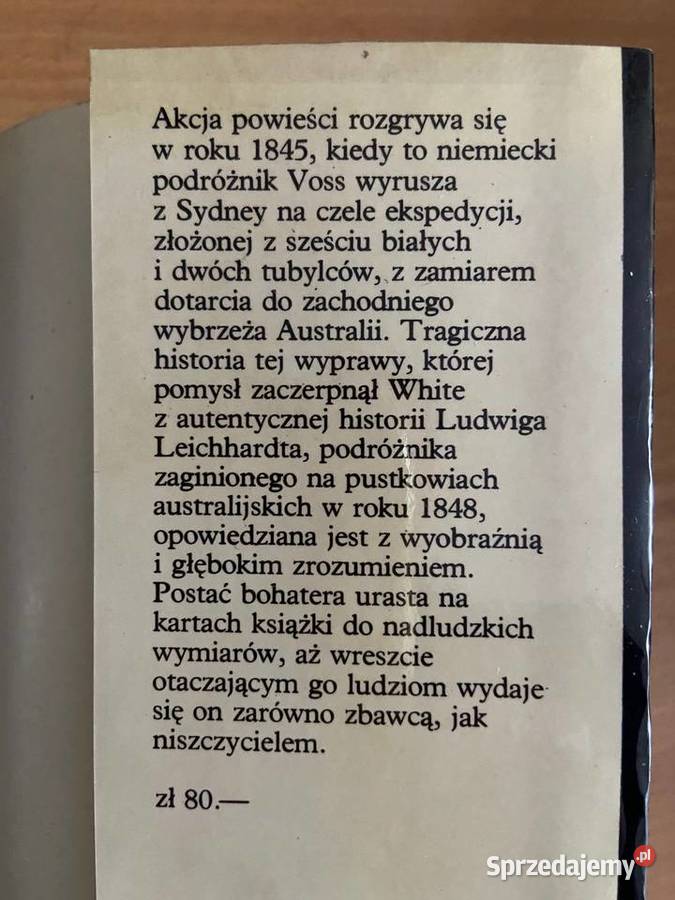 Akcja powieści rozgrywa się
w roku 1845, kiedy to niemiecki
podróżnik Voss wyrusza
z Sydney na czele ekspedycji,
złożonej z sześciu białych
i dwóch tubylców, z zamiarem
dotarcia do zachodniego
wybrzeża Australii. Tragiczna
historia tej wyprawy, której
pomysł zaczerpnął White
z autentycznej historii Ludwiga
Leichhardta, podróżnika
zaginionego na pustkowiach
australijskich w roku 1848,
opowiedziana jest z wyobraźnią
i głębokim zrozumieniem.
Postać bohatera urasta na
kartach książki do nadludzkich
wymiarów, aż wreszcie
otaczającym go ludziom wydaje
się on zarówno zbawcą, jak
niszczycielem.
zł 80.—
Sprzedajemy.pl